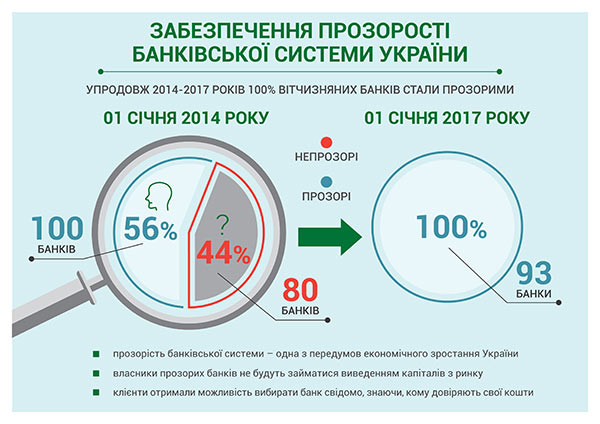 ЗАБЕЗПЕЧЕННЯ ПРОЗОРОСТІ
БАНКІВСЬКОЇ СИСТЕМИ УКРАЇНИ
УПРОДОВЖ 2014-2017 РОКІВ 100% ВІТЧИЗНЯНИХ БАНКІВ СТАЛИ ПРОЗОРИМИ
01 СІЧНЯ 2014 РОКУ
01 СІЧНЯ 2017 РОКУ
НЕПРОЗОРІ
ПРОЗОРІ
100
БАНКІВ
56%
?
44%
80
БАНКІВ
100%
93
БАНКИ
прозорість банківської системи – одна з передумов економічного зростання України
власники прозорих банків не будуть займатися виведенням капіталів з ринку
клієнти отримали можливість вибирати банк свідомо, знаючи, кому довіряють свої кошти